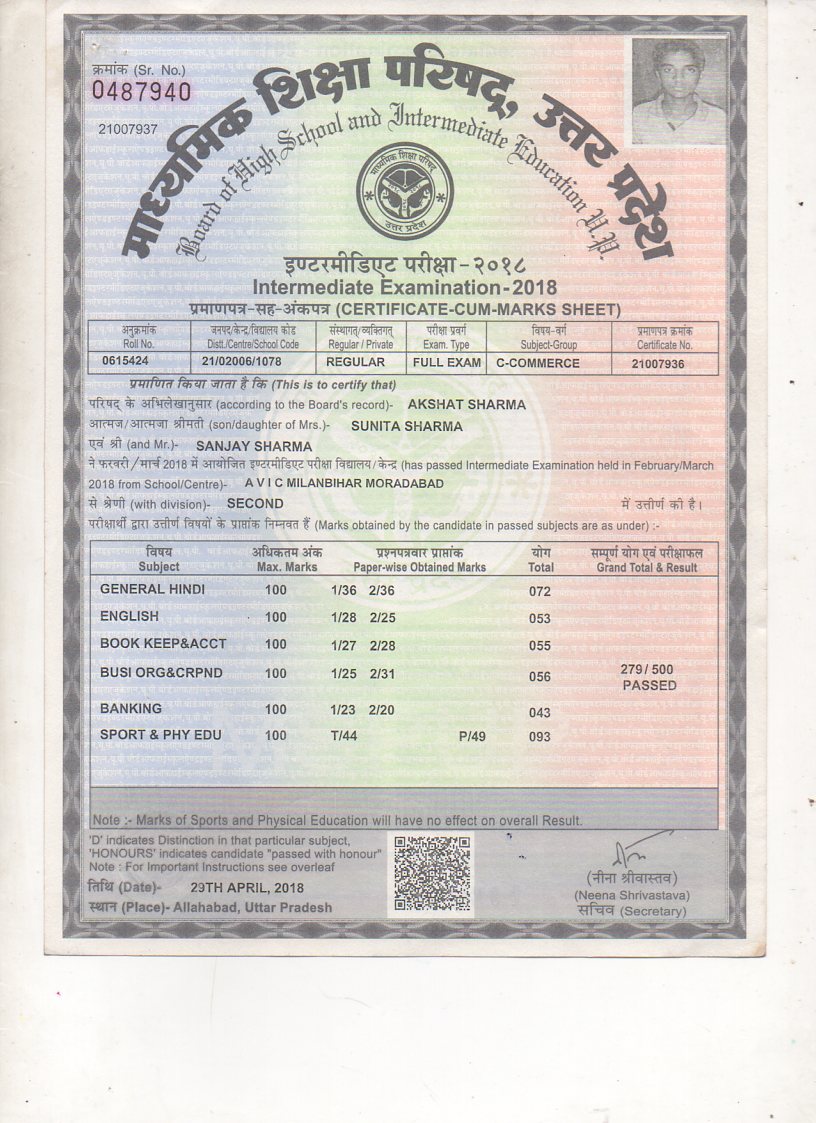 क्रमांक (Sr. No.)
0487940
21007937
माध्यमिक शिक्षा परिषद्, उत्तर प्रदेश
Board of High School and Intermediate Education U.P.
माध्यमिक शिक्षा परिषद्
उत्तर प्रदेश
इण्टरमीडिएट परीक्षा-२०१८
Intermediate Examination-2018
प्रमाणपत्र-सह-अंकपत्र (CERTIFICATE-CUM-MARKS SHEET)
अनुक्रमांक जनपद/केन्द्र/विद्यालय कोड संस्थागत्/व्यक्तिगत् परीक्षा प्रवर्ग विषय-वर्ग प्रमाणपत्र क्रमांक
Roll No. Distt./Centre/School Code Regular / Private Exam. Type Subject-Group Certificate No.
0615424 21/02006/1078 REGULAR FULL EXAM C-COMMERCE 21007936
प्रमाणित किया जाता है कि (This is to certify that)
परिषद् के अभिलेखानुसार (according to the Board's record)- AKSHAT SHARMA
आत्मज/आत्मजा श्रीमती (son/daughter of Mrs.)- SUNITA SHARMA
एवं श्री (and Mr.)- SANJAY SHARMA
ने फरवरी/मार्च 2018 में आयोजित इण्टरमीडिएट परीक्षा विद्यालय/केन्द्र (has passed Intermediate Examination held in February/March
2018 from School/Centre)- A V I C MILANBIHAR MORADABAD
से श्रेणी (with division)- SECOND में उत्तीर्ण की है।
परीक्षार्थी द्वारा उत्तीर्ण विषयों के प्राप्तांक निम्नवत हैं (Marks obtained by the candidate in passed subjects are as under) :-
विषय अधिकतम अंक प्रश्नपत्रवार प्राप्तांक योग सम्पूर्ण योग एवं परीक्षाफल
Subject Max. Marks Paper-wise Obtained Marks Total Grand Total & Result
GENERAL HINDI 100 1/36 2/36 072
ENGLISH 100 1/28 2/25 053
BOOK KEEP&ACCT 100 1/27 2/28 055
BUSI ORG&CRPND 100 1/25 2/31 056 279/500
PASSED
BANKING 100 1/23 2/20 043
SPORT & PHY EDU 100 T/44 P/49 093
Note :- Marks of Sports and Physical Education will have no effect on overall Result.
'D' indicates Distinction in that particular subject,
'HONOURS' indicates candidate "passed with honour"
Note : For Important Instructions see overleaf
तिथि (Date)- 29TH APRIL, 2018
स्थान (Place)- Allahabad, Uttar Pradesh
(नीना श्रीवास्तव)
(Neena Shrivastava)
सचिव (Secretary)